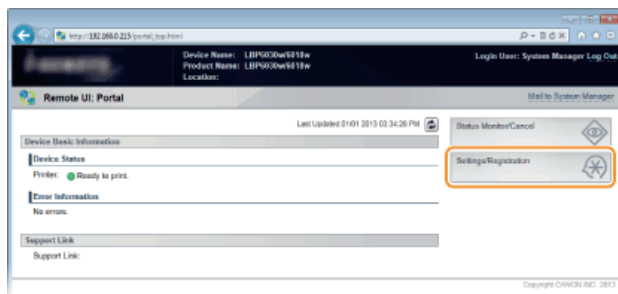 http://192.168.0.215/portal_top.html
Device Name: LBP6030w/6018w
Product Name: LBP6030w/6018w
Location:
Login User: System Manager Log Out
Remote UI: Portal
Mail to System Manager
Last Updated 01/01 2013 03:34:28 PM
Device Basic Information
Device Status
Printer: Ready to print.
Error Information
No errors.
Support Link
Support Link:
Status Monitor/Cancel
Settings/Registration
Copyright CANON INC. 2013